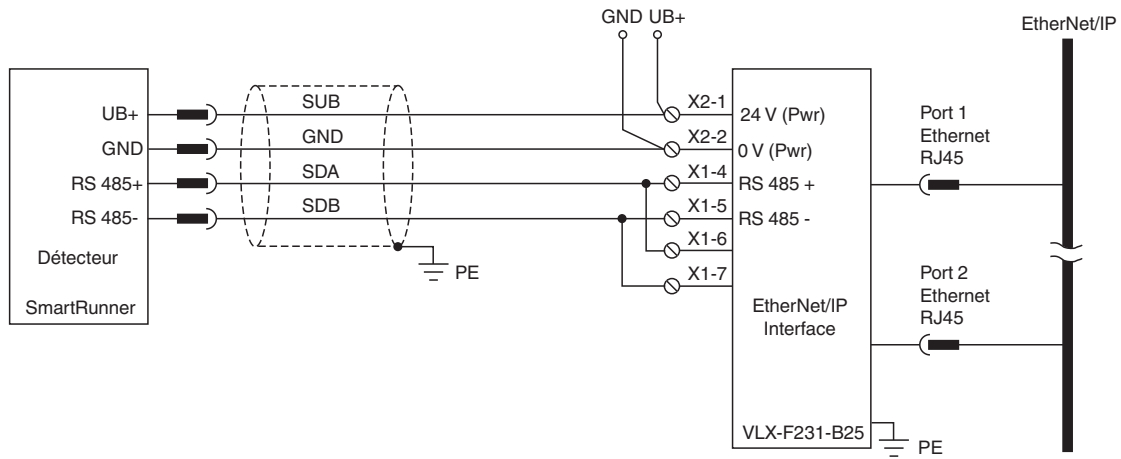 GND UB+
EtherNet/IP
UB+
SUB
X2-1
24 V (Pwr)
GND
GND
X2-2
0 V (Pwr)
RS 485+
SDA
X1-4
RS 485 +
RS 485-
SDB
X1-5
RS 485 -
X1-6
X1-7
Détecteur
SmartRunner
PE
EtherNet/IP
Interface
VLX-F231-B25
PE
Port 1
Ethernet
RJ45
Port 2
Ethernet
RJ45